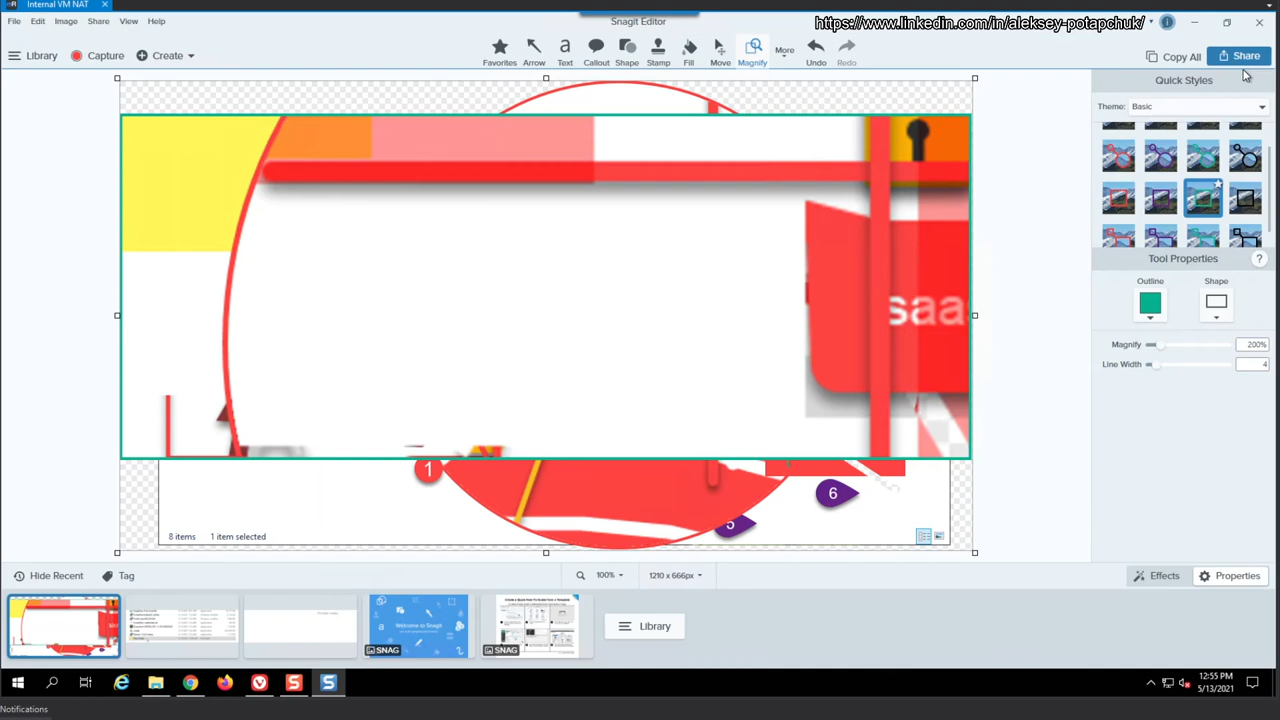 Internal VM NAT
Snagit Editor
https://www.linkedin.com/in/aleksey-potapchuk/
File Edit Image Share View Help
Library Capture Create
Favorites Arrow Text Callout Shape Stamp Fill Move Magnify More Undo Redo
Copy All Share
Quick Styles
Theme: Basic
Tool Properties ?
Outline Shape
Magnify 200%
Line Width 4
saa
1
6
5
8 items 1 item selected
Hide Recent Tag 100% 1210 x 666px Effects Properties
Welcome to Snagit
SNAG
SNAG
Library
12:55 PM
5/13/2021
Notifications